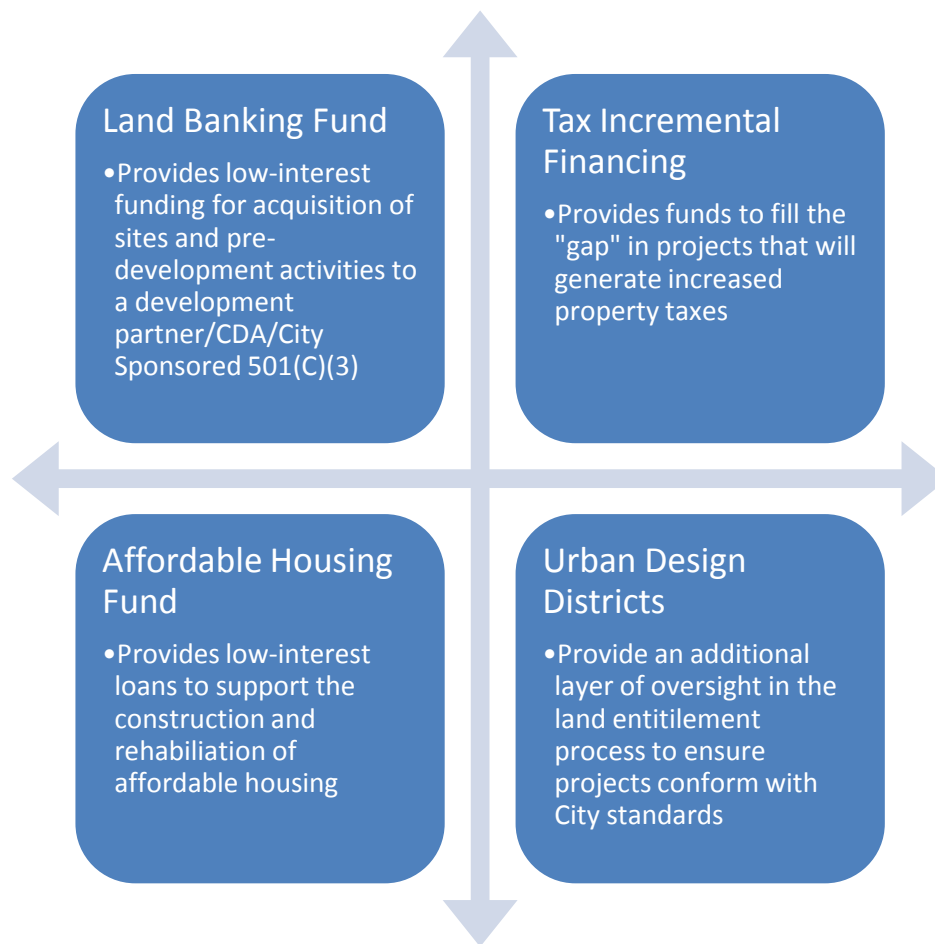 Land Banking Fund
•Provides low-interest
funding for acquisition of
sites and pre-
development activities to
a development
partner/CDA/City
Sponsored 501(C)(3)
Tax Incremental
Financing
•Provides funds to fill the
"gap" in projects that will
generate increased
property taxes
Affordable Housing
Fund
•Provides low-interest
loans to support the
construction and
rehabiliation of
affordable housing
Urban Design
Districts
•Provide an additional
layer of oversight in the
land entitilement
process to ensure
projects conform with
City standards